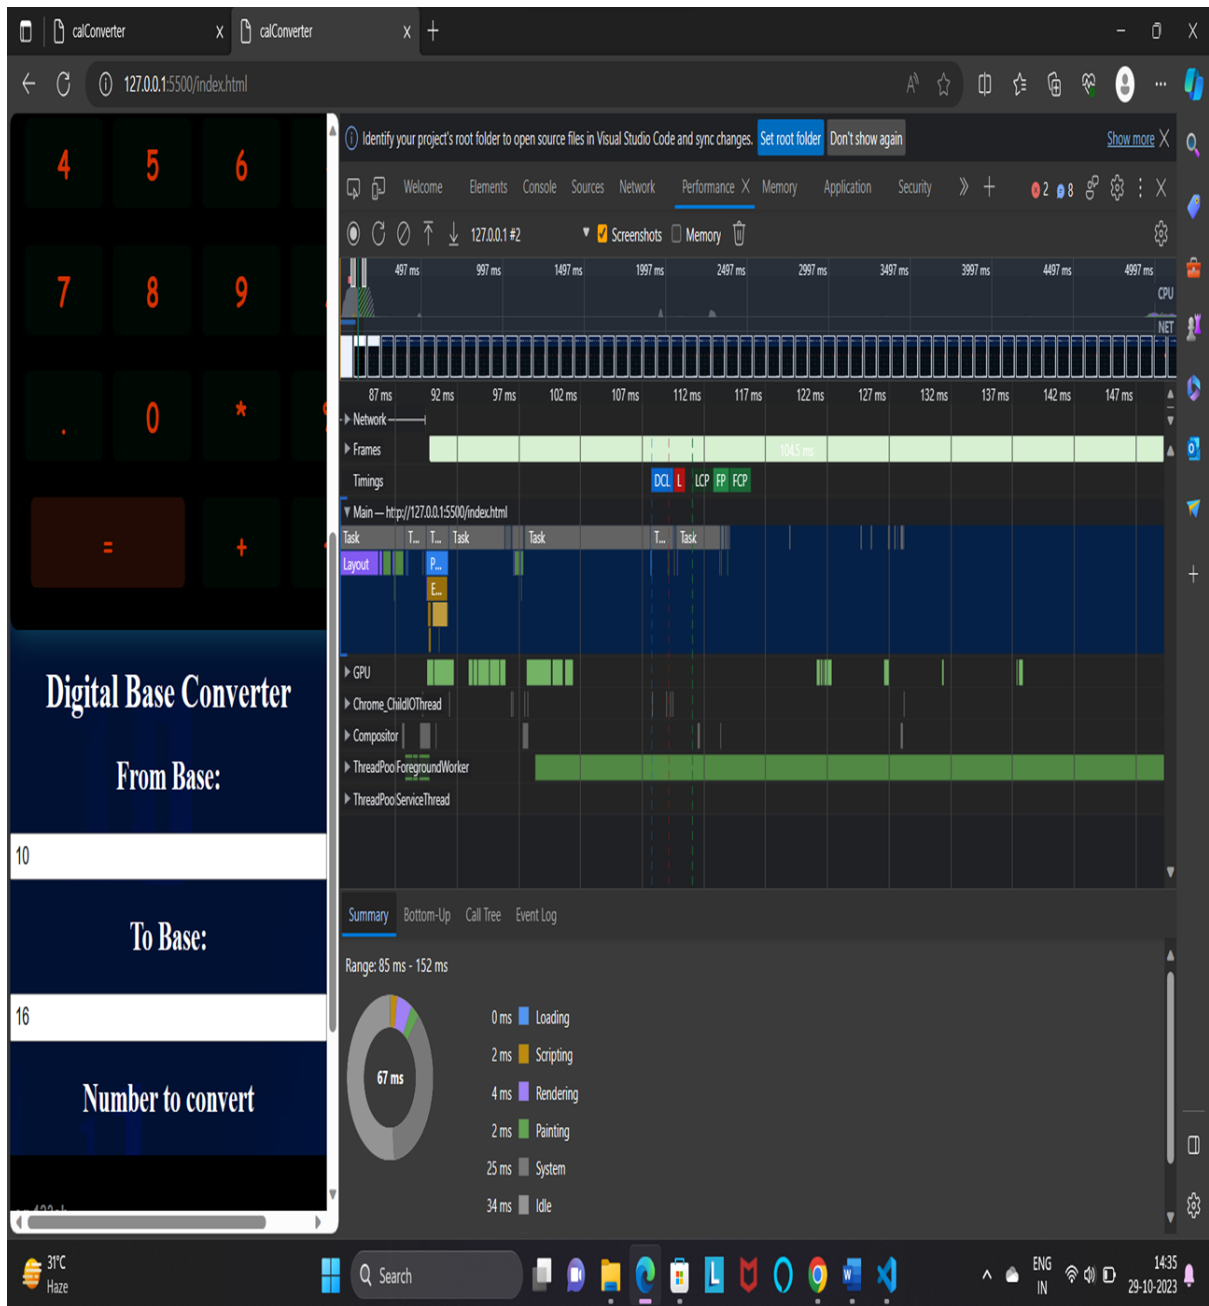 calConverter
calConverter
127.0.0.1:5500/index.html
4 5 6
7 8 9
. 0 *
= +
Digital Base Converter
From Base:
10
To Base:
16
Number to convert
Identify your project's root folder to open source files in Visual Studio Code and sync changes. Set root folder Don't show again Show more
Welcome Elements Console Sources Network Performance Memory Application Security 2 8
127.0.0.1 #2 Screenshots Memory
497 ms 997 ms 1497 ms 1997 ms 2497 ms 2997 ms 3497 ms 3997 ms 4497 ms 4997 ms
CPU
NET
87 ms 92 ms 97 ms 102 ms 107 ms 112 ms 117 ms 122 ms 127 ms 132 ms 137 ms 142 ms 147 ms
Network
Frames 104.5 ms
Timings DCL L LCP FP FCP
Main — http://127.0.0.1:5500/index.html
Task T... T... Task Task T... Task
Layout P...
E...
GPU
Chrome_ChildIOThread
Compositor
ThreadPoolForegroundWorker
ThreadPoolServiceThread
Summary Bottom-Up Call Tree Event Log
Range: 85 ms - 152 ms
67 ms
0 ms Loading
2 ms Scripting
4 ms Rendering
2 ms Painting
25 ms System
34 ms Idle
31°C
Haze
Search
ENG
IN
14:35
29-10-2023